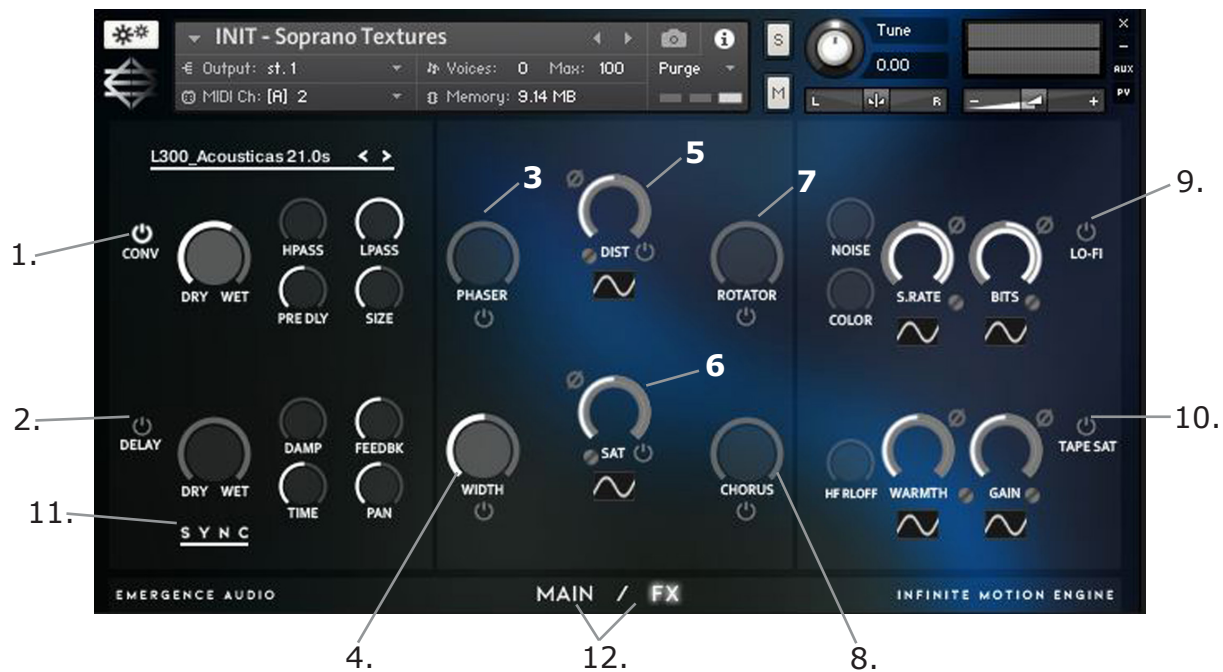 INIT - Soprano Textures
Output: st.1
Voices: 0 Max: 100
Purge
MIDI Ch: [A] 2
Memory: 9.14 MB
S
M
Tune
0.00
L R
- +
×
-
AUX
PV
L300_Acousticas 21.0s < >
1.
CONV
DRY WET
HPASS
LPASS
PRE DLY
SIZE
2.
DELAY
DRY WET
DAMP
FEEDBK
TIME
PAN
11.
SYNC
3
PHASER
5
DIST
7
ROTATOR
4.
WIDTH
6
SAT
8.
CHORUS
NOISE
COLOR
S.RATE
BITS
9.
LO-FI
HF RLOFF
WARMTH
GAIN
10.
TAPE SAT
EMERGENCE AUDIO
MAIN / FX
INFINITE MOTION ENGINE
12.